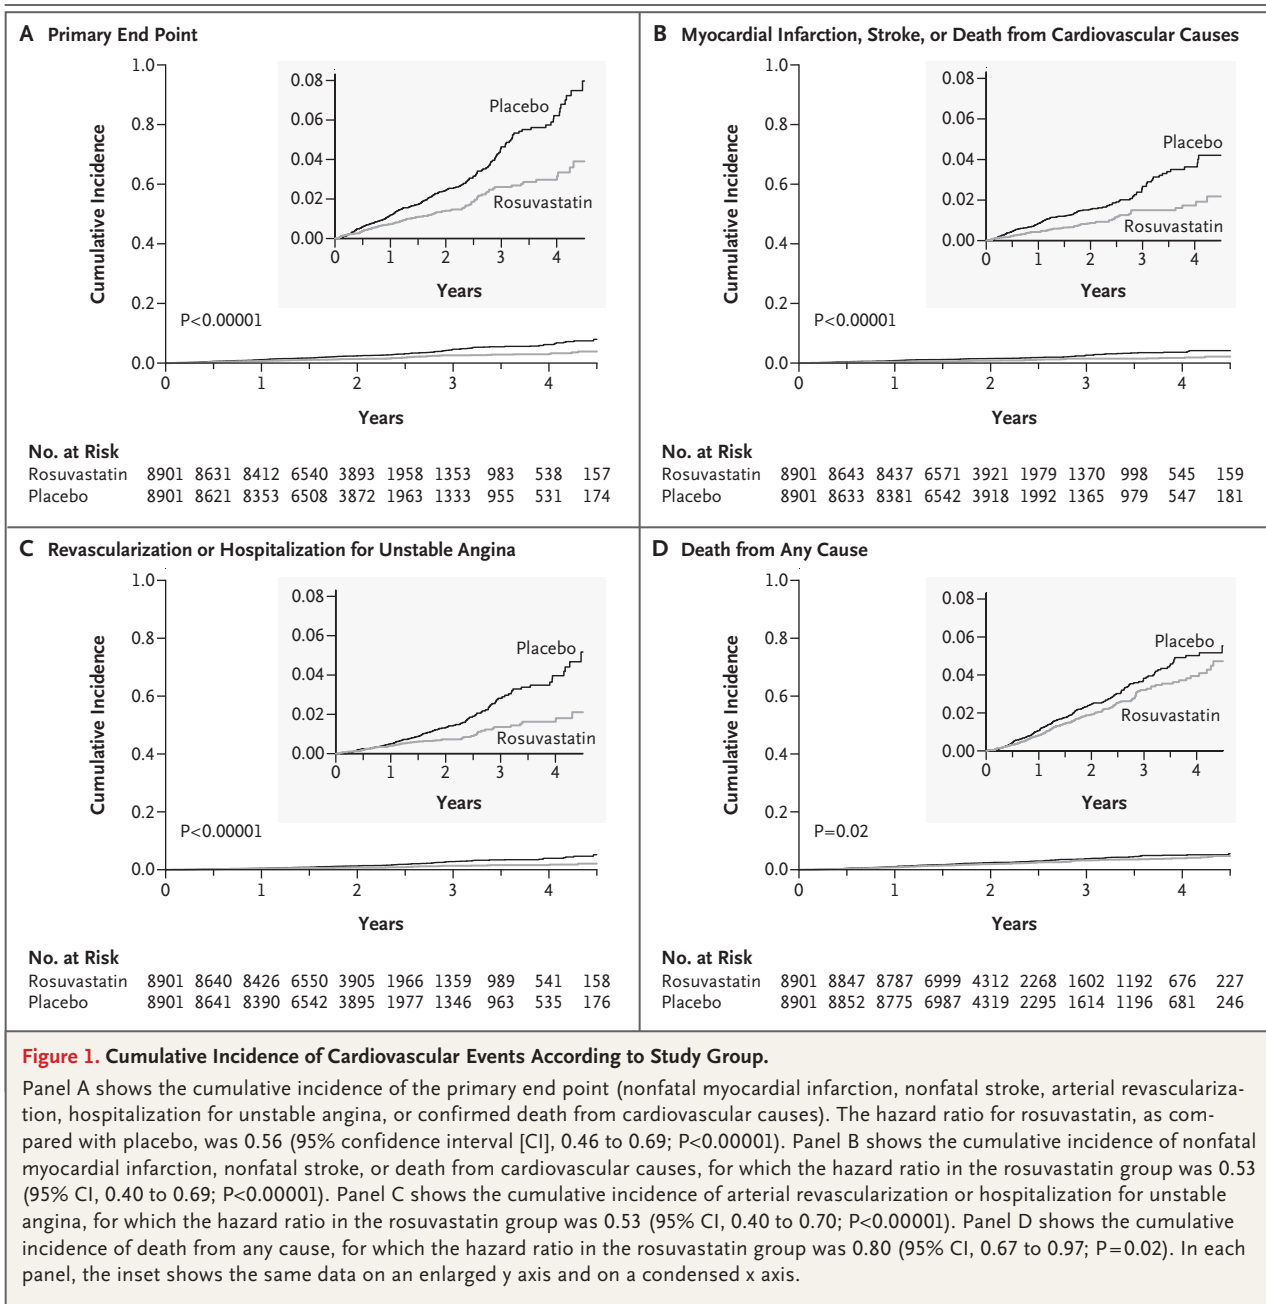 A Primary End Point
Cumulative Incidence
1.0
0.8
0.6
0.4
0.2
0.0
0.08
0.06
0.04
0.02
0.00
Placebo
Rosuvastatin
0 1 2 3 4
Years
P<0.00001
0 1 2 3 4
Years
No. at Risk
Rosuvastatin 8901 8631 8412 6540 3893 1958 1353 983 538 157
Placebo 8901 8621 8353 6508 3872 1963 1333 955 531 174
B Myocardial Infarction, Stroke, or Death from Cardiovascular Causes
Cumulative Incidence
1.0
0.8
0.6
0.4
0.2
0.0
0.08
0.06
0.04
0.02
0.00
Placebo
Rosuvastatin
0 1 2 3 4
Years
P<0.00001
0 1 2 3 4
Years
No. at Risk
Rosuvastatin 8901 8643 8437 6571 3921 1979 1370 998 545 159
Placebo 8901 8633 8381 6542 3918 1992 1365 979 547 181
C Revascularization or Hospitalization for Unstable Angina
Cumulative Incidence
1.0
0.8
0.6
0.4
0.2
0.0
0.08
0.06
0.04
0.02
0.00
Placebo
Rosuvastatin
0 1 2 3 4
Years
P<0.00001
0 1 2 3 4
Years
No. at Risk
Rosuvastatin 8901 8640 8426 6550 3905 1966 1359 989 541 158
Placebo 8901 8641 8390 6542 3895 1977 1346 963 535 176
D Death from Any Cause
Cumulative Incidence
1.0
0.8
0.6
0.4
0.2
0.0
0.08
0.06
0.04
0.02
0.00
Placebo
Rosuvastatin
0 1 2 3 4
Years
P=0.02
0 1 2 3 4
Years
No. at Risk
Rosuvastatin 8901 8847 8787 6999 4312 2268 1602 1192 676 227
Placebo 8901 8852 8775 6987 4319 2295 1614 1196 681 246
Figure 1. Cumulative Incidence of Cardiovascular Events According to Study Group.
Panel A shows the cumulative incidence of the primary end point (nonfatal myocardial infarction, nonfatal stroke, arterial revasculariza-
tion, hospitalization for unstable angina, or confirmed death from cardiovascular causes). The hazard ratio for rosuvastatin, as com-
pared with placebo, was 0.56 (95% confidence interval [CI], 0.46 to 0.69; P<0.00001). Panel B shows the cumulative incidence of nonfatal
myocardial infarction, nonfatal stroke, or death from cardiovascular causes, for which the hazard ratio in the rosuvastatin group was 0.53
(95% CI, 0.40 to 0.69; P<0.00001). Panel C shows the cumulative incidence of arterial revascularization or hospitalization for unstable
angina, for which the hazard ratio in the rosuvastatin group was 0.53 (95% CI, 0.40 to 0.70; P<0.00001). Panel D shows the cumulative
incidence of death from any cause, for which the hazard ratio in the rosuvastatin group was 0.80 (95% CI, 0.67 to 0.97; P=0.02). In each
panel, the inset shows the same data on an enlarged y axis and on a condensed x axis.